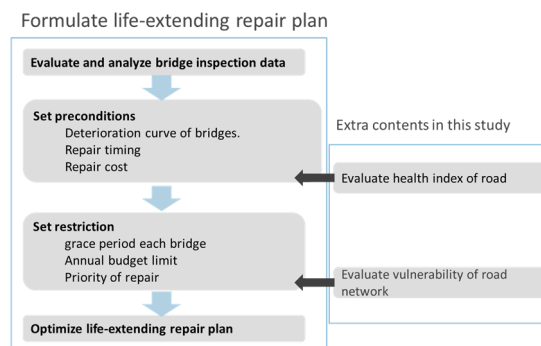 Formulate life-extending repair plan
Evaluate and analyze bridge inspection data
Set preconditions
Deterioration curve of bridges.
Repair timing
Repair cost
Set restriction
grace period each bridge
Annual budget limit
Priority of repair
Optimize life-extending repair plan
Extra contents in this study
Evaluate health index of road
Evaluate vulnerability of road
network